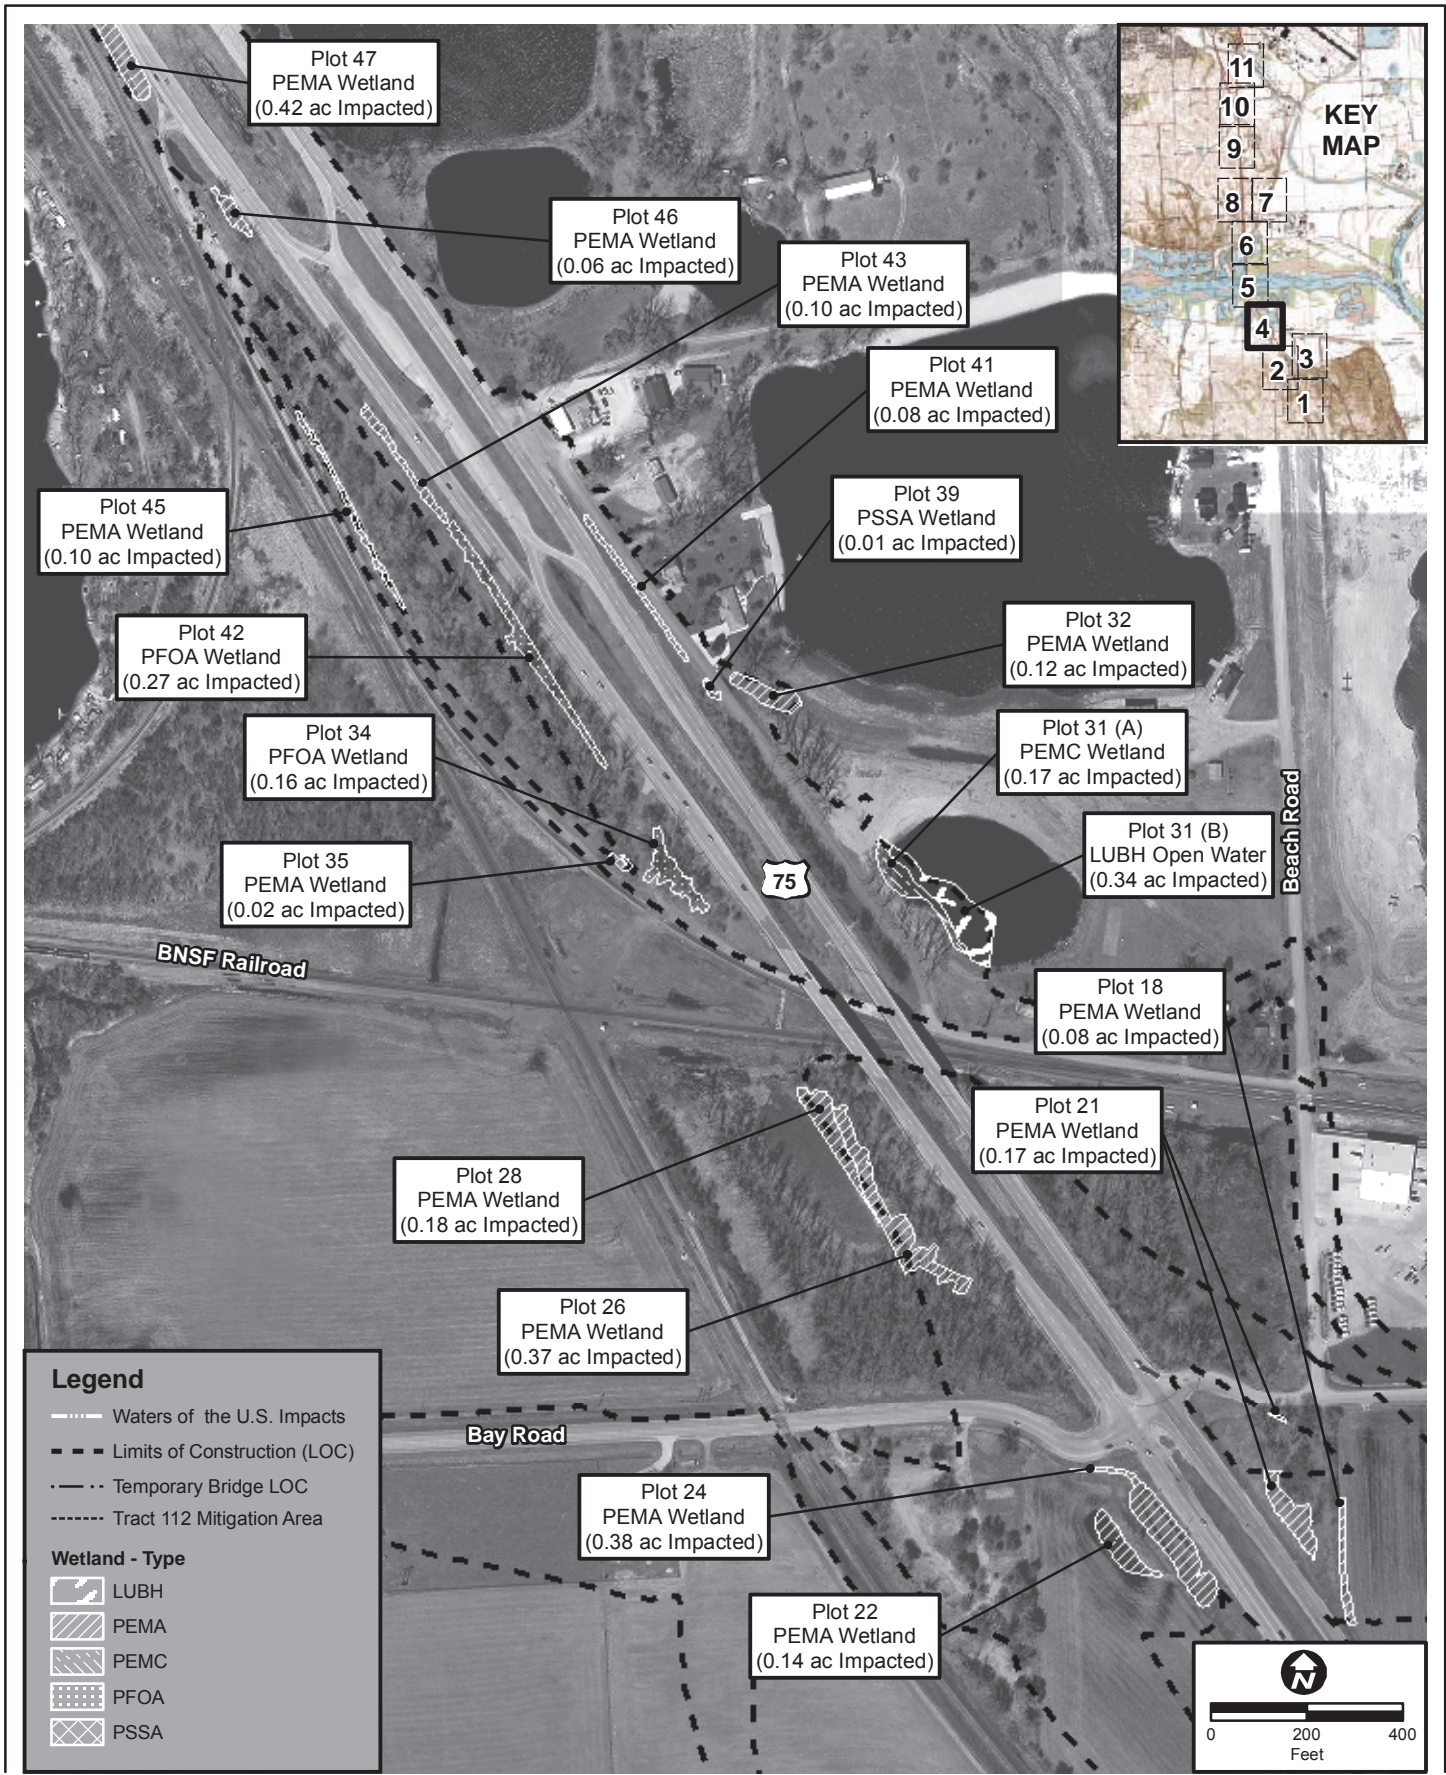 Plot 47
PEMA Wetland
(0.42 ac Impacted)
Plot 46
PEMA Wetland
(0.06 ac Impacted)
Plot 43
PEMA Wetland
(0.10 ac Impacted)
Plot 41
PEMA Wetland
(0.08 ac Impacted)
KEY
MAP
11
10
9
8
7
6
5
4
3
2
1
Plot 45
PEMA Wetland
(0.10 ac Impacted)
Plot 39
PSSA Wetland
(0.01 ac Impacted)
Plot 42
PFOA Wetland
(0.27 ac Impacted)
Plot 32
PEMA Wetland
(0.12 ac Impacted)
Plot 34
PFOA Wetland
(0.16 ac Impacted)
Plot 31 (A)
PEMC Wetland
(0.17 ac Impacted)
Plot 31 (B)
LUBH Open Water
(0.34 ac Impacted)
Beach Road
Plot 35
PEMA Wetland
(0.02 ac Impacted)
75
BNSF Railroad
Plot 18
PEMA Wetland
(0.08 ac Impacted)
Plot 21
PEMA Wetland
(0.17 ac Impacted)
Plot 28
PEMA Wetland
(0.18 ac Impacted)
Plot 26
PEMA Wetland
(0.37 ac Impacted)
Bay Road
Plot 24
PEMA Wetland
(0.38 ac Impacted)
Plot 22
PEMA Wetland
(0.14 ac Impacted)
Legend
Waters of the U.S. Impacts
Limits of Construction (LOC)
Temporary Bridge LOC
Tract 112 Mitigation Area
Wetland - Type
LUBH
PEMA
PEMC
PFOA
PSSA
N
0 200 400
Feet